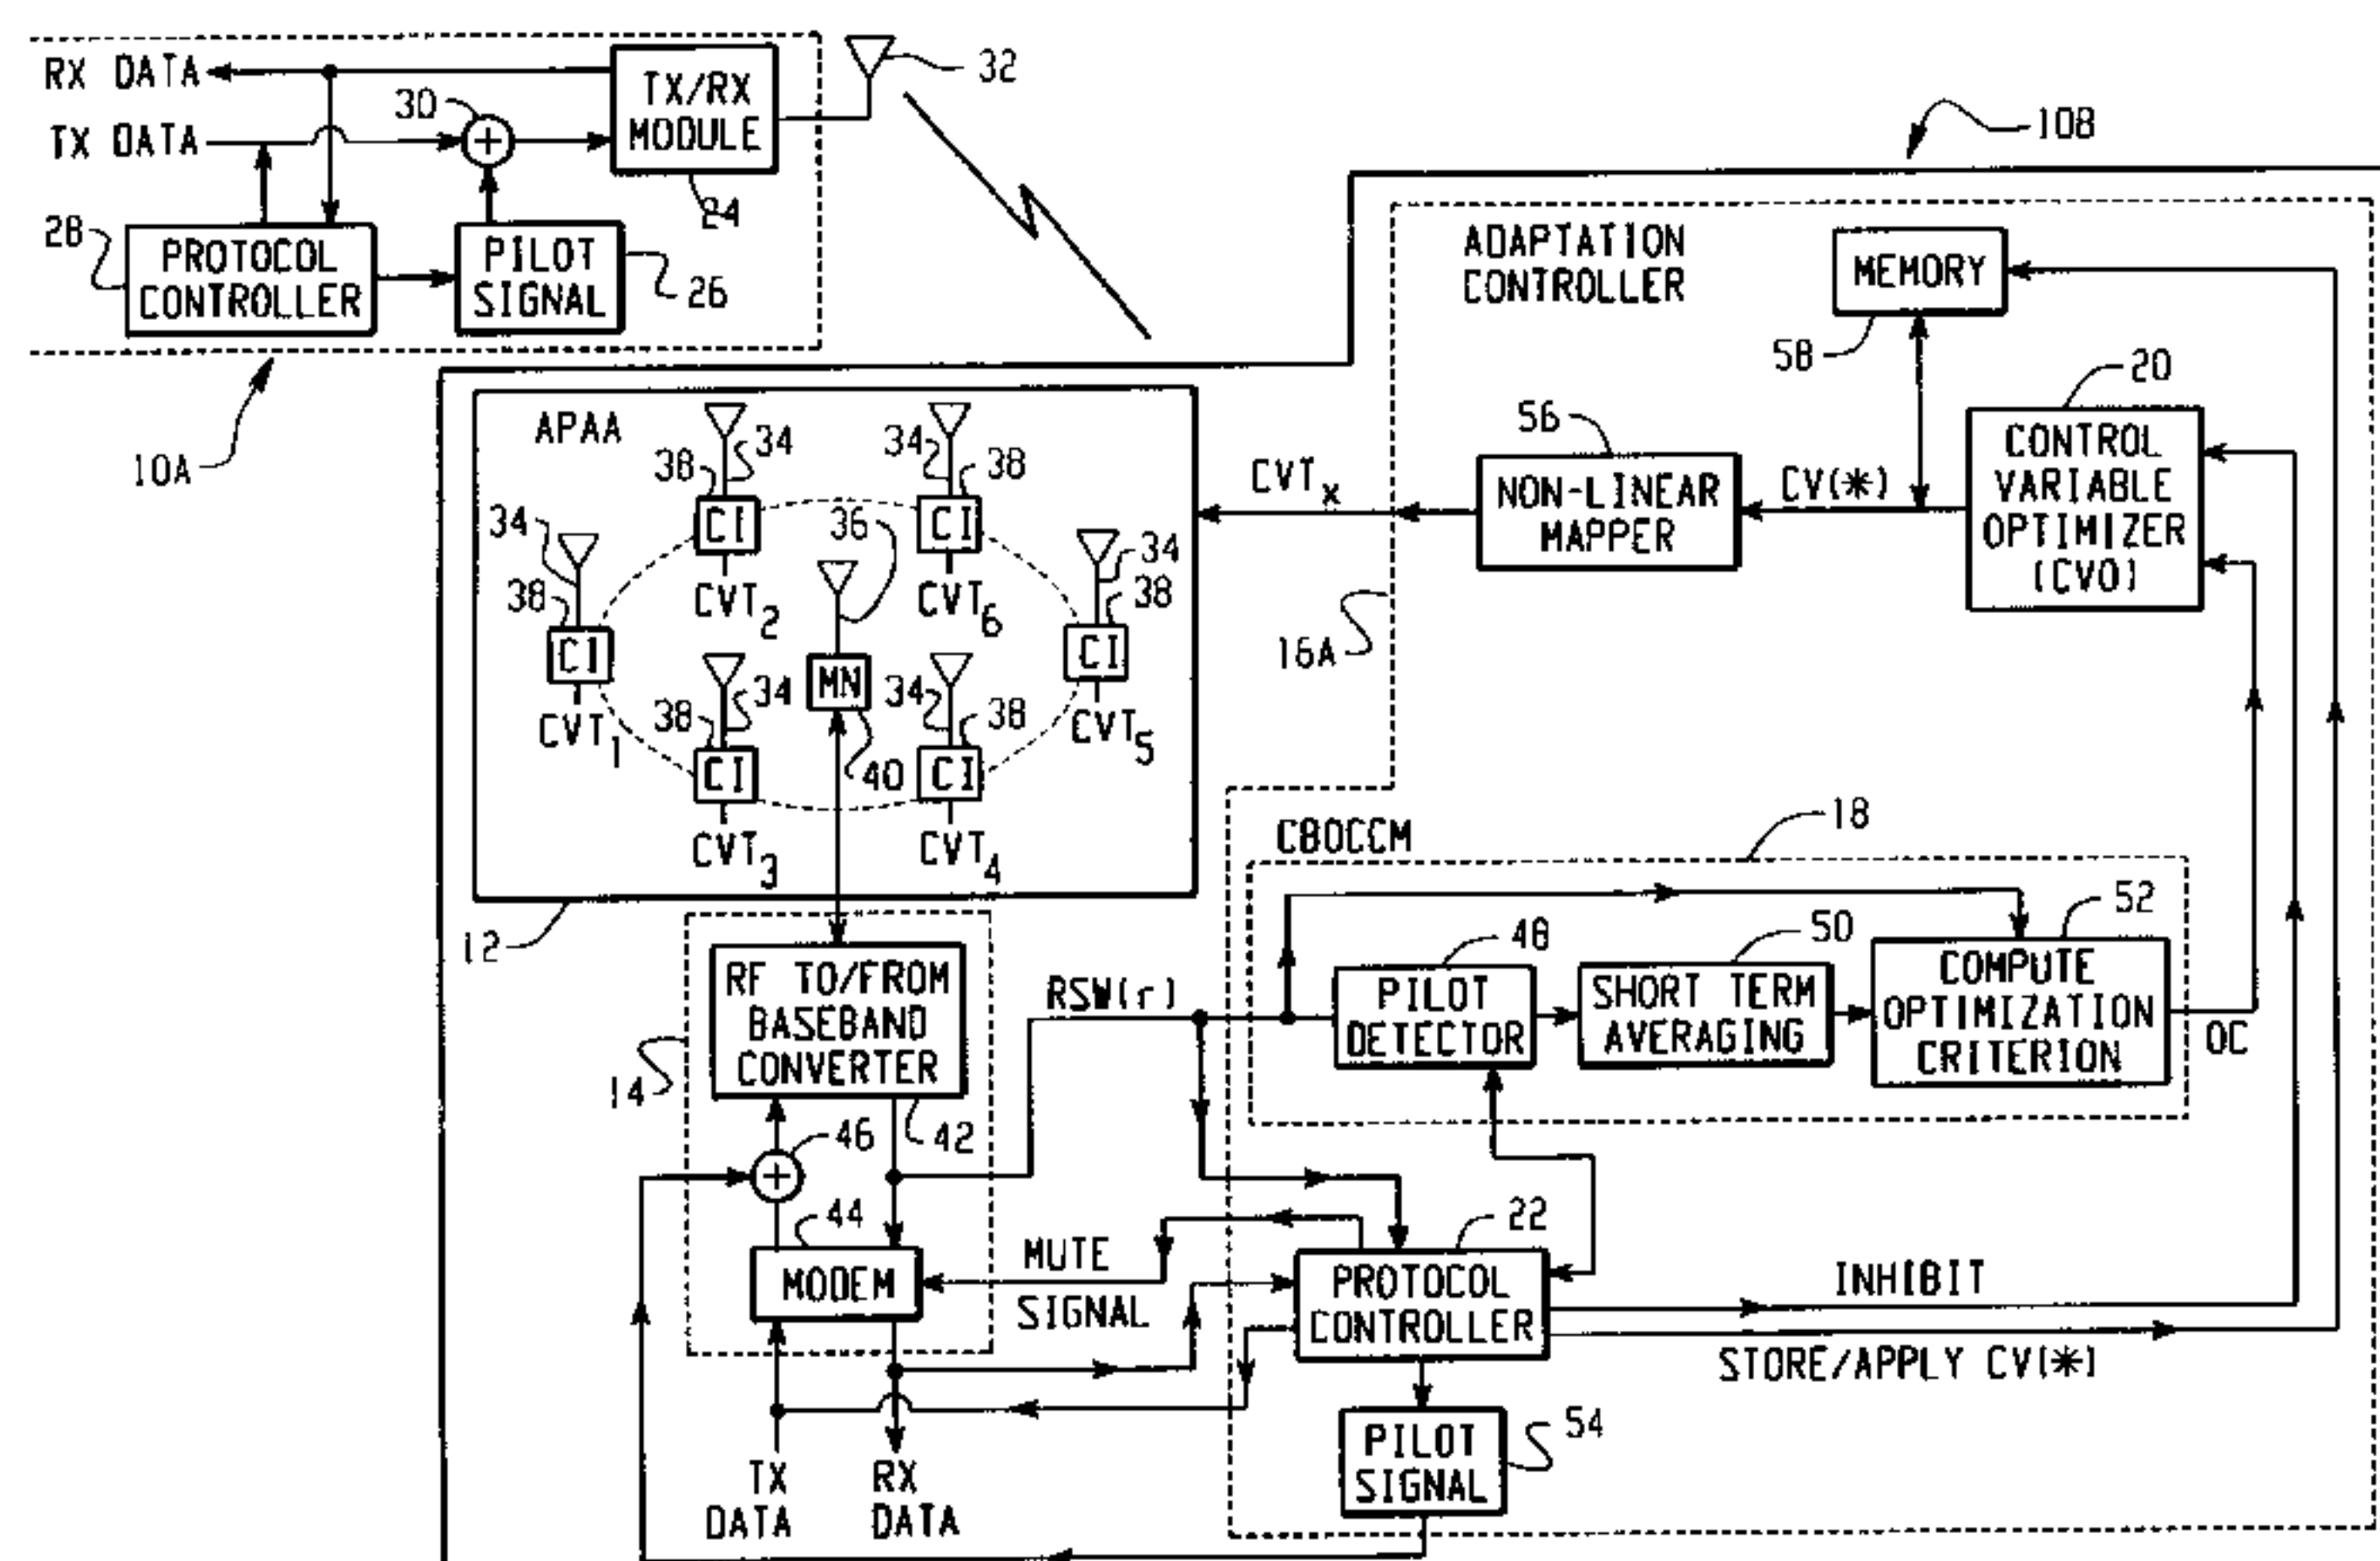 RX DATA
TX DATA
30
TX/RX
MODULE
24
32
28
PROTOCOL
CONTROLLER
PILOT
SIGNAL
26
10A
10B
ADAPTATION
CONTROLLER
MEMORY
58
20
CONTROL
VARIABLE
OPTIMIZER
(CVO)
CV(*)
56
NON-LINEAR
MAPPER
CVTx
16A
APAA
34
38
CI
CVT1
34
38
CI
CVT2
34
38
CI
CVT3
34
38
CI
CVT4
34
38
CI
CVT5
34
38
CI
CVT6
36
MN
40
12
14
RF TO/FROM
BASEBAND
CONVERTER
42
46
44
MODEM
TX
DATA
RX
DATA
RSW(r)
MUTE
SIGNAL
CBOCCM
18
48
PILOT
DETECTOR
50
SHORT TERM
AVERAGING
52
COMPUTE
OPTIMIZATION
CRITERION
OC
22
PROTOCOL
CONTROLLER
INHIBIT
STORE/APPLY CV(*)
PILOT
SIGNAL
54